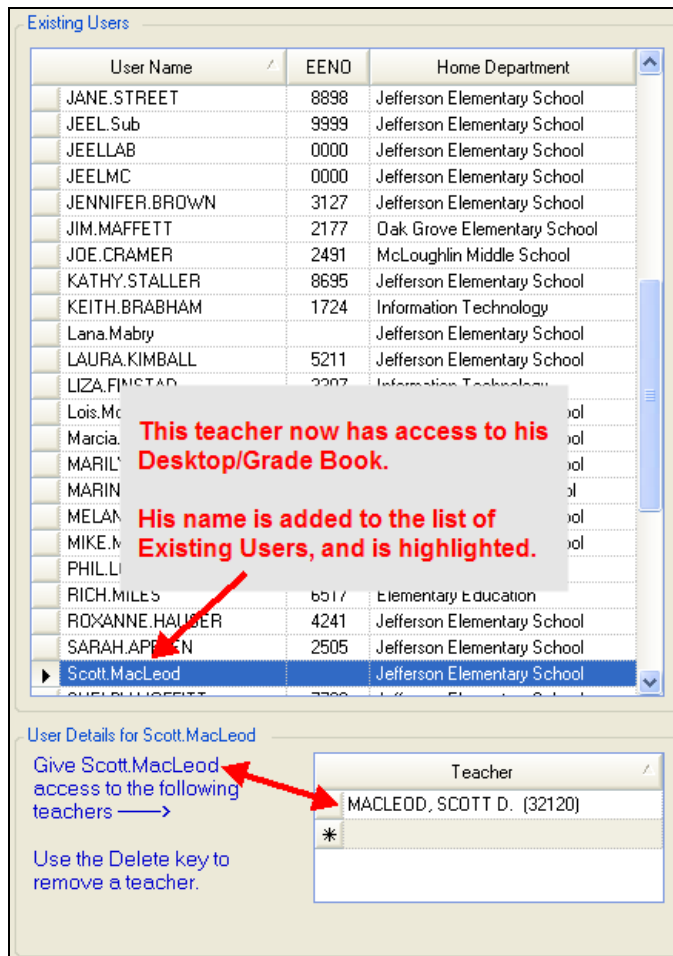 Existing Users
User Name EENO Home Department
JANE.STREET 8898 Jefferson Elementary School
JEEL.Sub 9999 Jefferson Elementary School
JEELLAB 0000 Jefferson Elementary School
JEELMC 0000 Jefferson Elementary School
JENNIFER.BROWN 3127 Jefferson Elementary School
JIM.MAFFETT 2177 Oak Grove Elementary School
JOE.CRAMER 2491 McLoughlin Middle School
KATHY.STALLER 8695 Jefferson Elementary School
KEITH.BRABHAM 1724 Information Technology
Lana.Mabry Jefferson Elementary School
LAURA.KIMBALL 5211 Jefferson Elementary School
Information Technology
This teacher now has access to his
Desktop/Grade Book.
His name is added to the list of
Existing Users, and is highlighted.
RICH.MILES 6517 Elementary Education
ROXANNE.HAUSER 4241 Jefferson Elementary School
2505 Jefferson Elementary School
Scott.MacLeod Jefferson Elementary School
User Details for Scott.MacLeod
Give Scott.MacLeod
access to the following
teachers ——>
Use the Delete key to
remove a teacher.
Teacher
MACLEOD, SCOTT D. (32120)